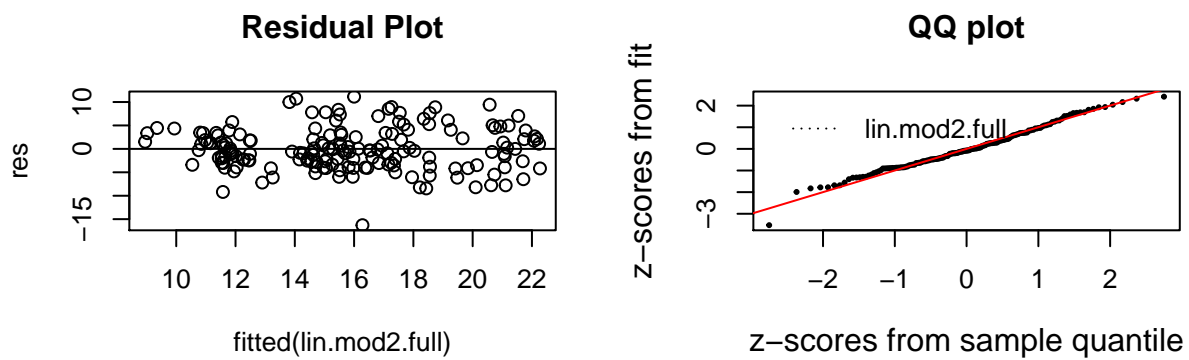 Residual Plot
res
10
0
−15
10 12 14 16 18 20 22
fitted(lin.mod2.full)
QQ plot
z−scores from fit
2
0
−3
lin.mod2.full
−2 −1 0 1 2
z−scores from sample quantile